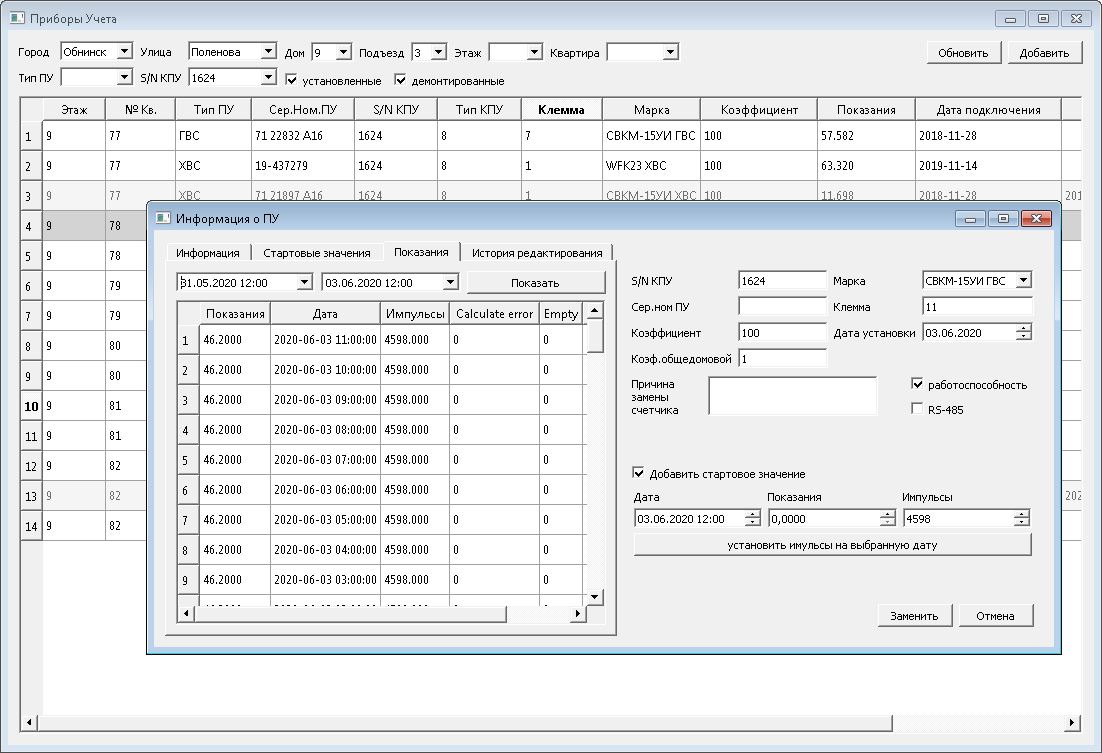 Приборы Учета
Город Обнинск Улица Поленова Дом 9 Подъезд 3 Этаж Квартира Обновить Добавить
Тип ПУ S/N КПУ 1624 установленные демонтированные
Этаж № Кв. Тип ПУ Сер.Ном.ПУ S/N КПУ Тип КПУ Клемма Марка Коэффициент Показания Дата подключения
1 9 77 ГВС 71 22832 А16 1624 8 7 СВКМ-15УИ ГВС 100 57.582 2018-11-28
2 9 77 ХВС 19-437279 1624 8 1 WFK23 ХВС 100 63.320 2019-11-14
3 9 77 ХВС 71 21897 А16 1624 8 1 СВКМ-15УИ ХВС 100 11.698 2018-11-28 201
4 9 78
5 9 78
6 9 79
7 9 79
8 9 80
9 9 80
10 9 81
11 9 81
12 9 82
13 9 82 202
14 9 82
Информация о ПУ
Информация Стартовые значения Показания История редактирования
31.05.2020 12:00 03.06.2020 12:00 Показать
Показания Дата Импульсы Calculate error Empty
1 46.2000 2020-06-03 11:00:00 4598.000 0 0
2 46.2000 2020-06-03 10:00:00 4598.000 0 0
3 46.2000 2020-06-03 09:00:00 4598.000 0 0
4 46.2000 2020-06-03 08:00:00 4598.000 0 0
5 46.2000 2020-06-03 07:00:00 4598.000 0 0
6 46.2000 2020-06-03 06:00:00 4598.000 0 0
7 46.2000 2020-06-03 05:00:00 4598.000 0 0
8 46.2000 2020-06-03 04:00:00 4598.000 0 0
9 46.2000 2020-06-03 03:00:00 4598.000 0 0
S/N КПУ 1624 Марка СВКМ-15УИ ГВС
Сер.ном ПУ Клемма 11
Коэффициент 100 Дата установки 03.06.2020
Коэф.общедомовой 1
Причина
замены
счетчика
работоспособность
RS-485
Добавить стартовое значение
Дата Показания Импульсы
03.06.2020 12:00 0,0000 4598
установить имульсы на выбранную дату
Заменить Отмена